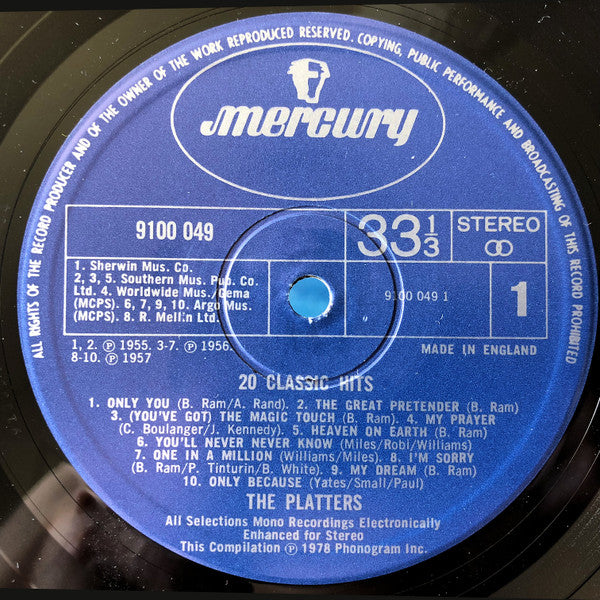 ALL RIGHTS OF THE RECORD PRODUCER AND OF THE OWNER OF THE WORK REPRODUCED RESERVED. COPYING, PUBLIC PERFORMANCE AND BROADCASTING OF THIS RECORD PROHIBITED
mercury
9100 049
33 1/3
STEREO
1. Sherwin Mus. Co.
2, 3, 5. Southern Mus. Pub. Co.
Ltd. 4. Worldwide Mus./Gema
(MCPS). 6, 7, 9, 10. Argo Mus.
(MCPS). 8. R. Mellin Ltd.
9100 049 1
1
1, 2. ℗ 1955. 3-7. ℗ 1956.
8-10. ℗ 1957
MADE IN ENGLAND
20 CLASSIC HITS
1. ONLY YOU (B. Ram/A. Rand). 2. THE GREAT PRETENDER (B. Ram)
3. (YOU'VE GOT) THE MAGIC TOUCH (B. Ram). 4. MY PRAYER
(C. Boulanger/J. Kennedy). 5. HEAVEN ON EARTH (B. Ram)
6. YOU'LL NEVER NEVER KNOW (Miles/Robi/Williams)
7. ONE IN A MILLION (Williams/Miles). 8. I'M SORRY
(B. Ram/P. Tinturin/B. White). 9. MY DREAM (B. Ram)
10. ONLY BECAUSE (Yates/Small/Paul)
THE PLATTERS
All Selections Mono Recordings Electronically
Enhanced for Stereo
This Compilation ℗ 1978 Phonogram Inc.